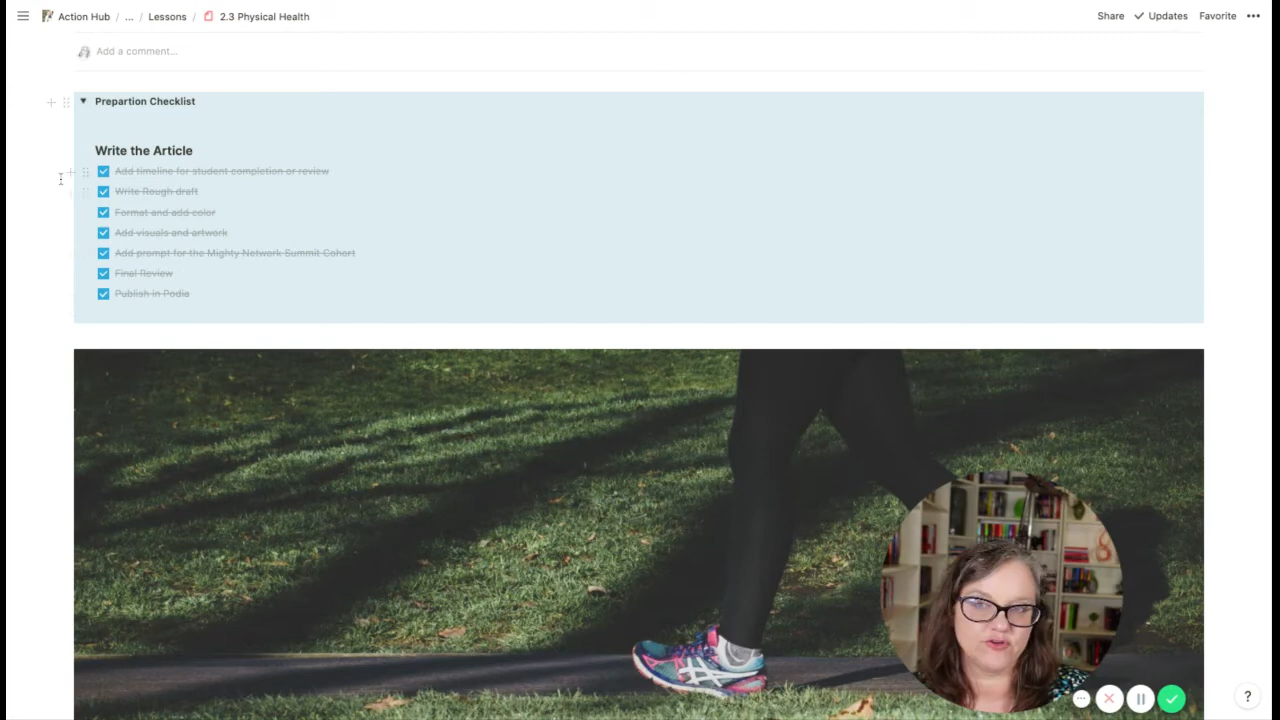 Action Hub / ... / Lessons / 2.3 Physical Health
Share Updates Favorite •••
Add a comment...
Prepartion Checklist
Write the Article
Add timeline for student completion or review
Write Rough draft
Format and add color
Add visuals and artwork
Add prompt for the Mighty Network Summit Cohort
Final Review
Publish in Podia
?